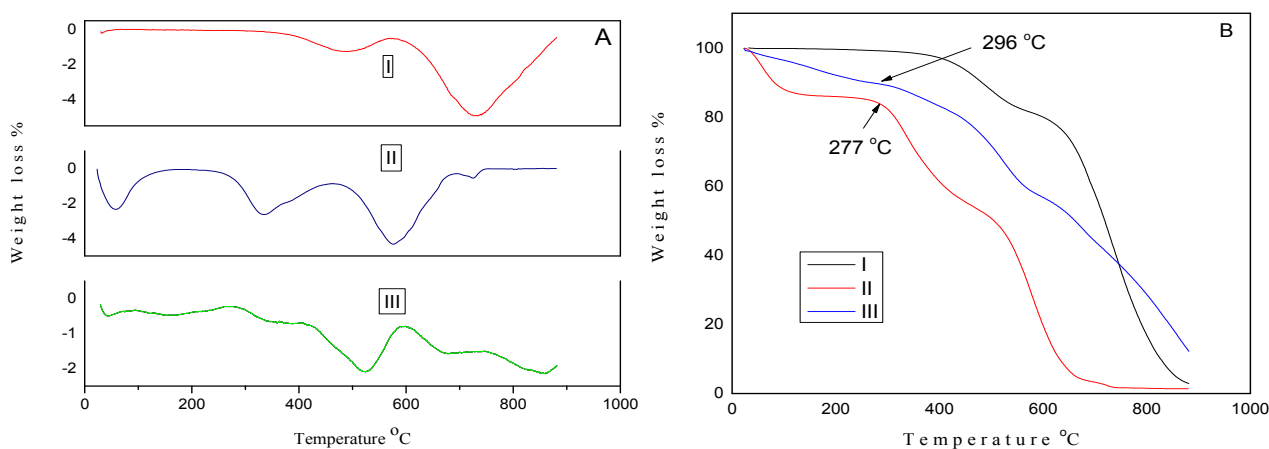 A
0
-2
-4
I
0
-2
-4
II
0
-1
-2
III
0 200 400 600 800 1000
Weight loss %
Weight loss %
Temperature °C
B
100
80
60
40
20
0
296 °C
277 °C
I
II
III
0 200 400 600 800 1000
Weight loss %
Temperature °C